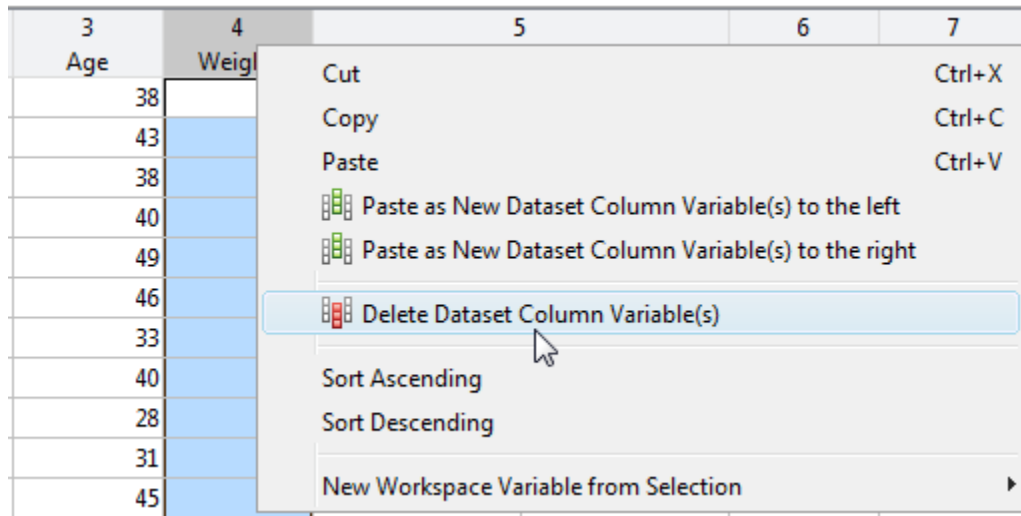 3 4 5 6 7
Age Weigh
38
Cut Ctrl+X
43
Copy Ctrl+C
38
Paste Ctrl+V
40
Paste as New Dataset Column Variable(s) to the left
49
Paste as New Dataset Column Variable(s) to the right
46
Delete Dataset Column Variable(s)
33
40
Sort Ascending
28
Sort Descending
31
45
New Workspace Variable from Selection